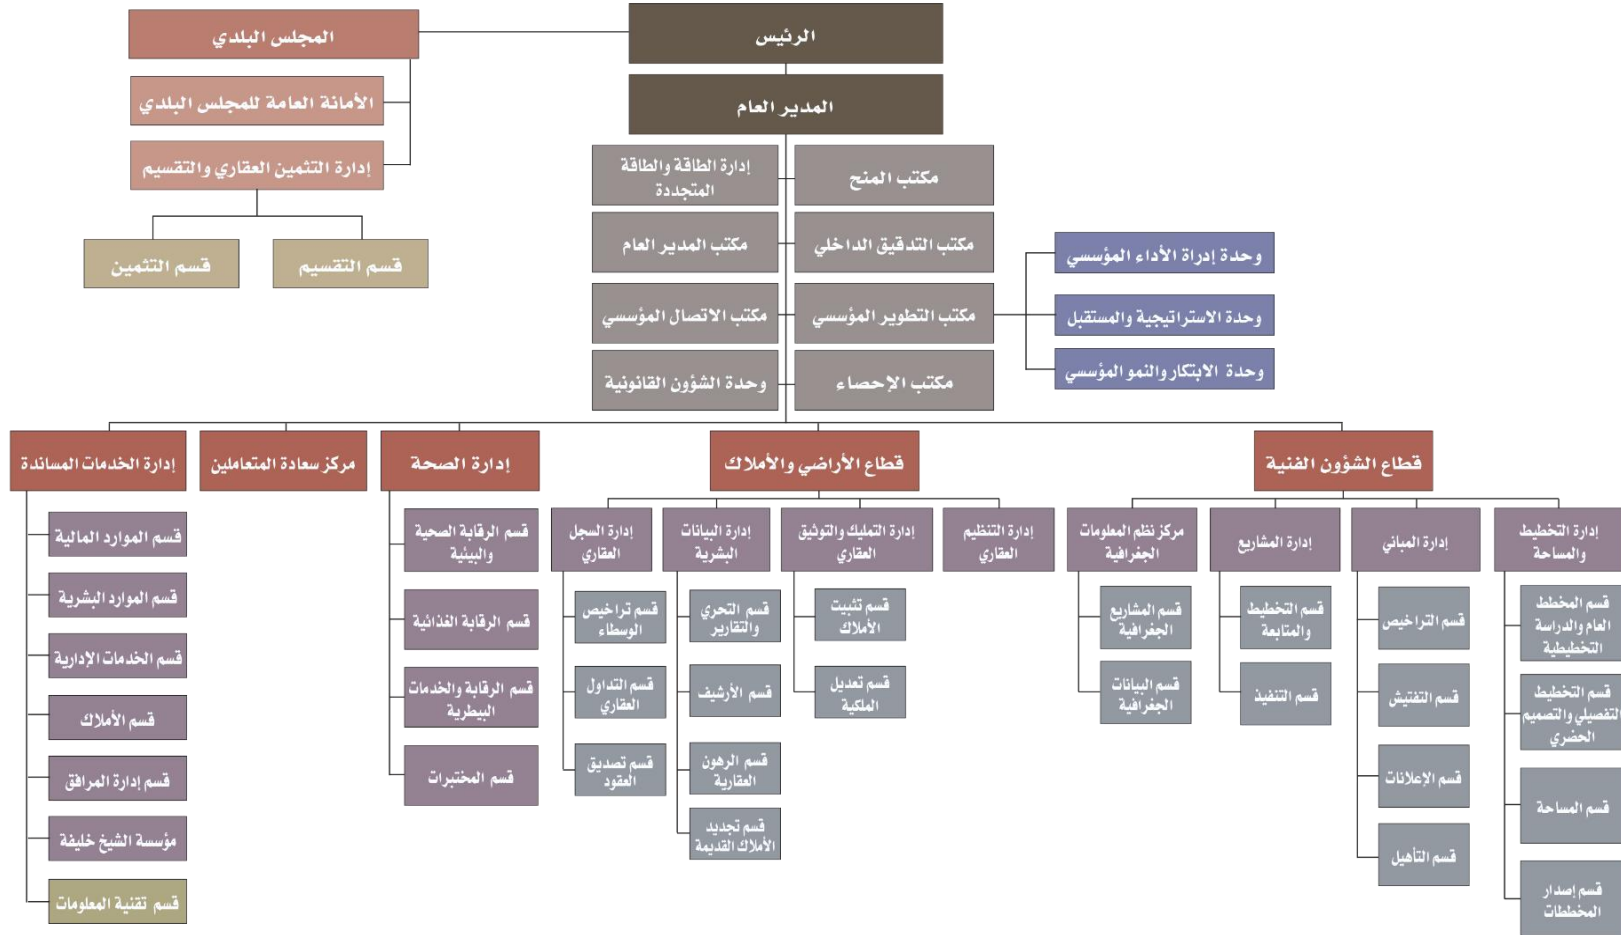 الرئيس
المجلس البلدي
المدير العام
الأمانة العامة للمجلس البلدي
إدارة التثمين العقاري والتقسيم
قسم التقسيم
قسم التثمين
مكتب المنح
إدارة الطاقة والطاقة
المتجددة
مكتب التدقيق الداخلي
مكتب المدير العام
مكتب التطوير المؤسسي
مكتب الاتصال المؤسسي
مكتب الإحصاء
وحدة الشؤون القانونية
وحدة إدراة الأداء المؤسسي
وحدة الاستراتيجية والمستقبل
وحدة الابتكار والنمو المؤسسي
قطاع الشؤون الفنية
قطاع الأراضي والأملاك
إدارة الصحة
مركز سعادة المتعاملين
إدارة الخدمات المساندة
إدارة التخطيط
والمساحة
قسم المخطط
العام والدراسة
التخطيطية
قسم التخطيط
التفصيلي والتصميم
الحضري
قسم المساحة
قسم إصدار
المخططات
إدارة المباني
قسم التراخيص
قسم التفتيش
قسم الإعلانات
قسم التأهيل
إدارة المشاريع
قسم التخطيط
والمتابعة
قسم التنفيذ
مركز نظم المعلومات
الجغرافية
قسم المشاريع
الجغرافية
قسم البيانات
الجغرافية
إدارة التنظيم
العقاري
إدارة التمليك والتوثيق
العقاري
قسم تثبيت
الأملاك
قسم تعديل
الملكية
إدارة البيانات
البشرية
قسم التحري
والتقارير
قسم الأرشيف
قسم الرهون
العقارية
قسم تجديد
الأملاك القديمة
إدارة السجل
العقاري
قسم تراخيص
الوسطاء
قسم التداول
العقاري
قسم تصديق
العقود
قسم الرقابة الصحية
والبيئية
قسم الرقابة الغذائية
قسم الرقابة والخدمات
البيطرية
قسم المختبرات
قسم الموارد المالية
قسم الموارد البشرية
قسم الخدمات الإدارية
قسم الأملاك
قسم إدارة المرافق
مؤسسة الشيخ خليفة
قسم تقنية المعلومات